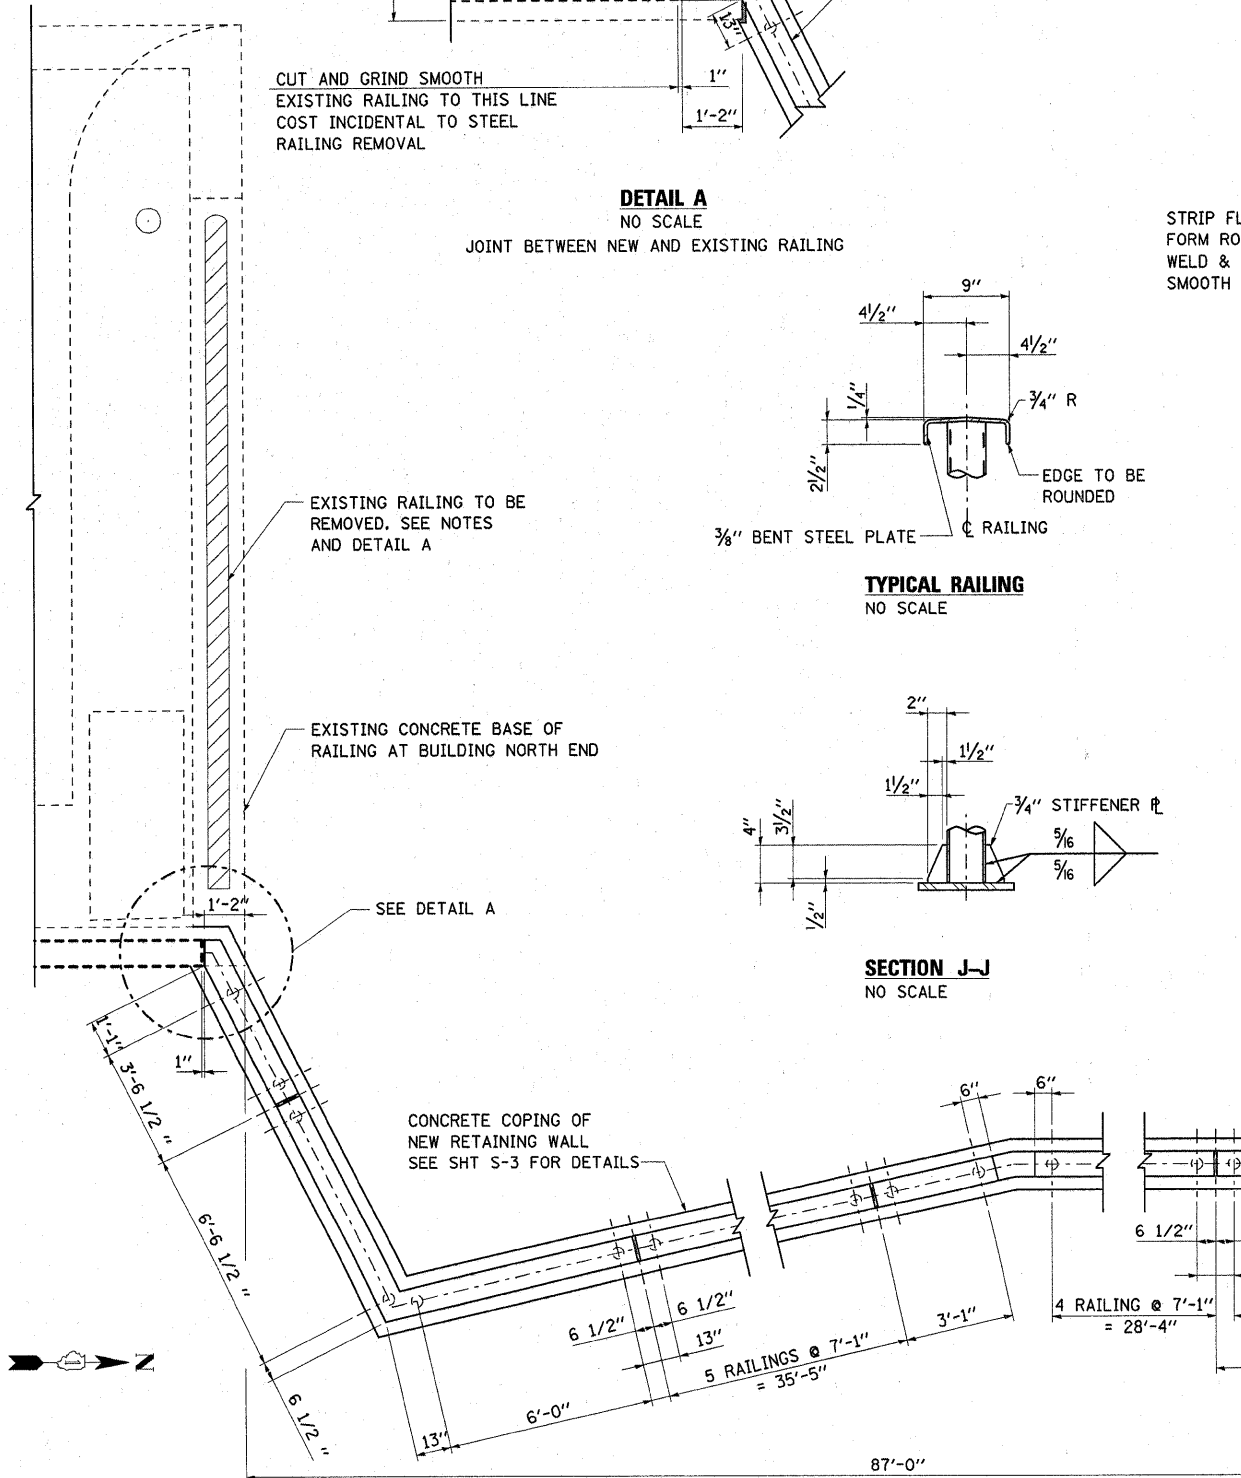 13"
CUT AND GRIND SMOOTH
EXISTING RAILING TO THIS LINE
COST INCIDENTAL TO STEEL
RAILING REMOVAL
1"
1'-2"
DETAIL A
NO SCALE
JOINT BETWEEN NEW AND EXISTING RAILING
STRIP FL
FORM RO
WELD &
SMOOTH
9"
4½"
4½"
¼"
¾" R
2½"
EDGE TO BE
ROUNDED
⅜" BENT STEEL PLATE
℄ RAILING
TYPICAL RAILING
NO SCALE
EXISTING RAILING TO BE
REMOVED. SEE NOTES
AND DETAIL A
EXISTING CONCRETE BASE OF
RAILING AT BUILDING NORTH END
2"
1½"
1½"
¾" STIFFENER ⅊
4"
3½"
5/16
5/16
½"
SECTION J-J
NO SCALE
1'-2"
SEE DETAIL A
1'-1"
1"
3'-6 1/2 "
CONCRETE COPING OF
NEW RETAINING WALL
SEE SHT S-3 FOR DETAILS
6"
6"
6'-6 1/2 "
6 1/2"
6 1/2"
6 1/2"
13"
5 RAILINGS @ 7'-1"
= 35'-5"
3'-1"
4 RAILING @ 7'-1"
= 28'-4"
N
6 1/2 "
13"
6'-0"
87'-0"